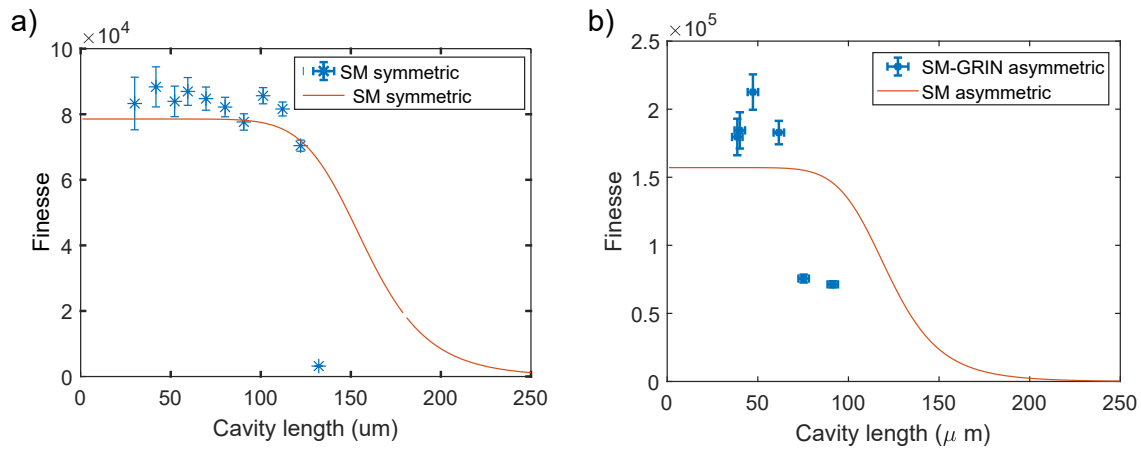 a)
× 10^4
10
8
6
4
2
0
0 50 100 150 200 250
Finesse
Cavity length (um)
SM symmetric
SM symmetric
b)
× 10^5
2.5
2
1.5
1
0.5
0
0 50 100 150 200 250
Finesse
Cavity length (μ m)
SM-GRIN asymmetric
SM asymmetric